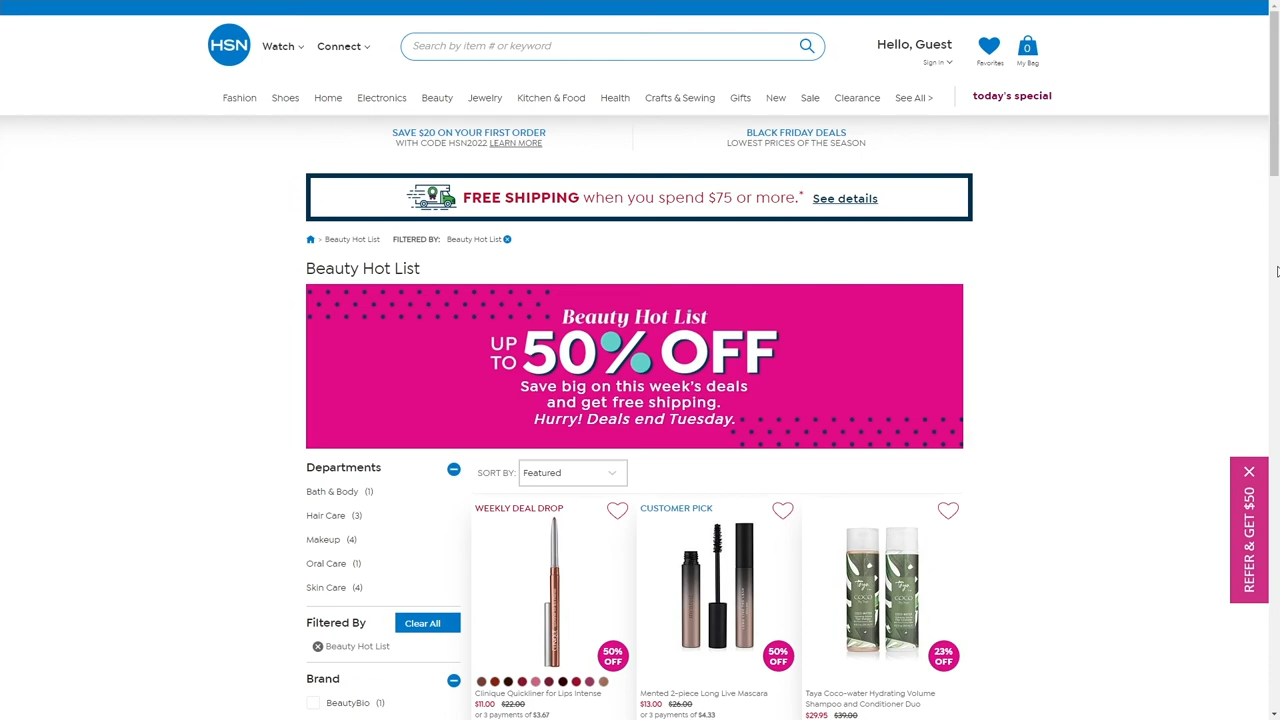 HSN
Watch
Connect
Search by item # or keyword
Hello, Guest
Sign In
Favorites
0
My Bag
Fashion
Shoes
Home
Electronics
Beauty
Jewelry
Kitchen & Food
Health
Crafts & Sewing
Gifts
New
Sale
Clearance
See All >
today's special
SAVE $20 ON YOUR FIRST ORDER
WITH CODE HSN2022 LEARN MORE
BLACK FRIDAY DEALS
LOWEST PRICES OF THE SEASON
FREE SHIPPING when you spend $75 or more.* See details
> Beauty Hot List
FILTERED BY: Beauty Hot List
Beauty Hot List
Beauty Hot List
UP TO 50% OFF
Save big on this week's deals
and get free shipping.
Hurry! Deals end Tuesday.
Departments
Bath & Body (1)
Hair Care (3)
Makeup (4)
Oral Care (1)
Skin Care (4)
Filtered By
Clear All
Beauty Hot List
Brand
BeautyBio (1)
SORT BY: Featured
WEEKLY DEAL DROP
50%
OFF
Clinique Quickliner for Lips Intense
$11.00 $22.00
or 3 payments of $3.67
CUSTOMER PICK
50%
OFF
Mented 2-piece Long Live Mascara
$13.00 $26.00
or 3 payments of $4.33
Taya
COCO
23%
OFF
Taya Coco-water Hydrating Volume
Shampoo and Conditioner Duo
$29.95 $39.00
REFER & GET $50